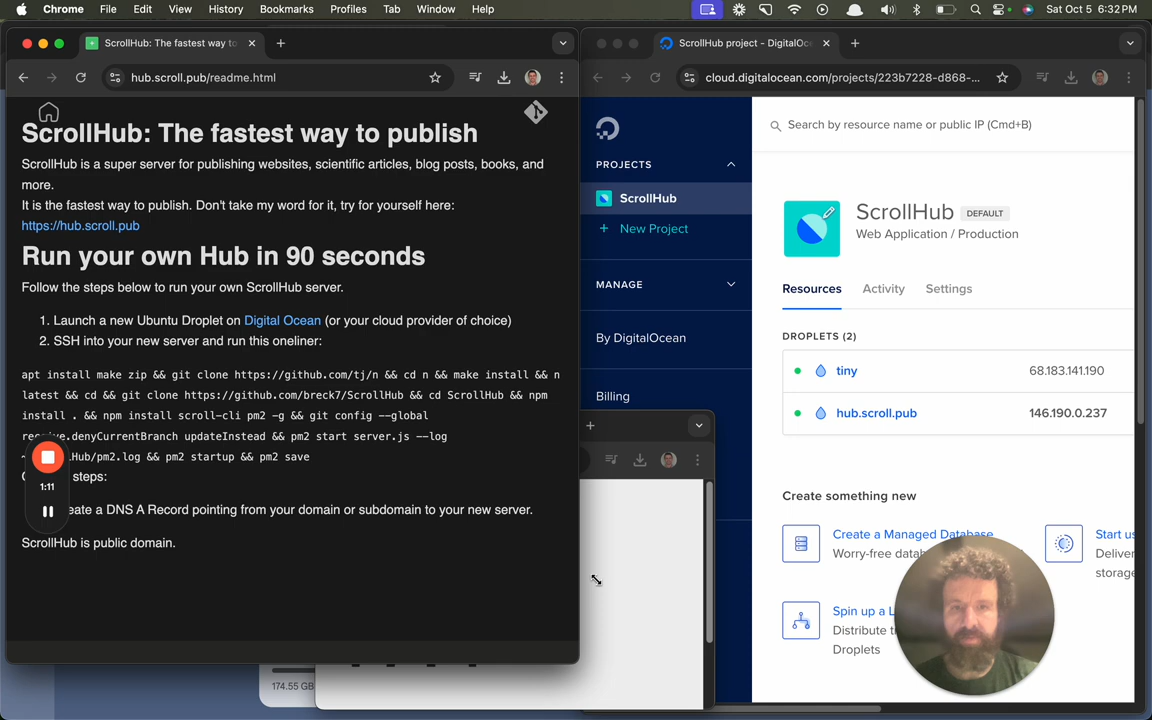 Chrome File Edit View History Bookmarks Profiles Tab Window Help Sat Oct 5 6:32 PM
ScrollHub: The fastest way to
hub.scroll.pub/readme.html
ScrollHub: The fastest way to publish
ScrollHub is a super server for publishing websites, scientific articles, blog posts, books, and
more.
It is the fastest way to publish. Don't take my word for it, try for yourself here:
https://hub.scroll.pub
Run your own Hub in 90 seconds
Follow the steps below to run your own ScrollHub server.
1. Launch a new Ubuntu Droplet on Digital Ocean (or your cloud provider of choice)
2. SSH into your new server and run this oneliner:
apt install make zip && git clone https://github.com/tj/n && cd n && make install && n
latest && cd && git clone https://github.com/breck7/ScrollHub && cd ScrollHub && npm
install . && npm install scroll-cli pm2 -g && git config --global
receive.denyCurrentBranch updateInstead && pm2 start server.js --log
Hub/pm2.log && pm2 startup && pm2 save
steps:
1:11
eate a DNS A Record pointing from your domain or subdomain to your new server.
ScrollHub is public domain.
174.55 GB
ScrollHub project - DigitalOc
cloud.digitalocean.com/projects/223b7228-d868-...
PROJECTS
ScrollHub
+ New Project
MANAGE
By DigitalOcean
Billing
Search by resource name or public IP (Cmd+B)
ScrollHub DEFAULT
Web Application / Production
Resources Activity Settings
DROPLETS (2)
tiny 68.183.141.190
hub.scroll.pub 146.190.0.237
Create something new
Create a Managed Database
Worry-free datab
Start us
Deliver
storage
Spin up a L
Distribute t
Droplets